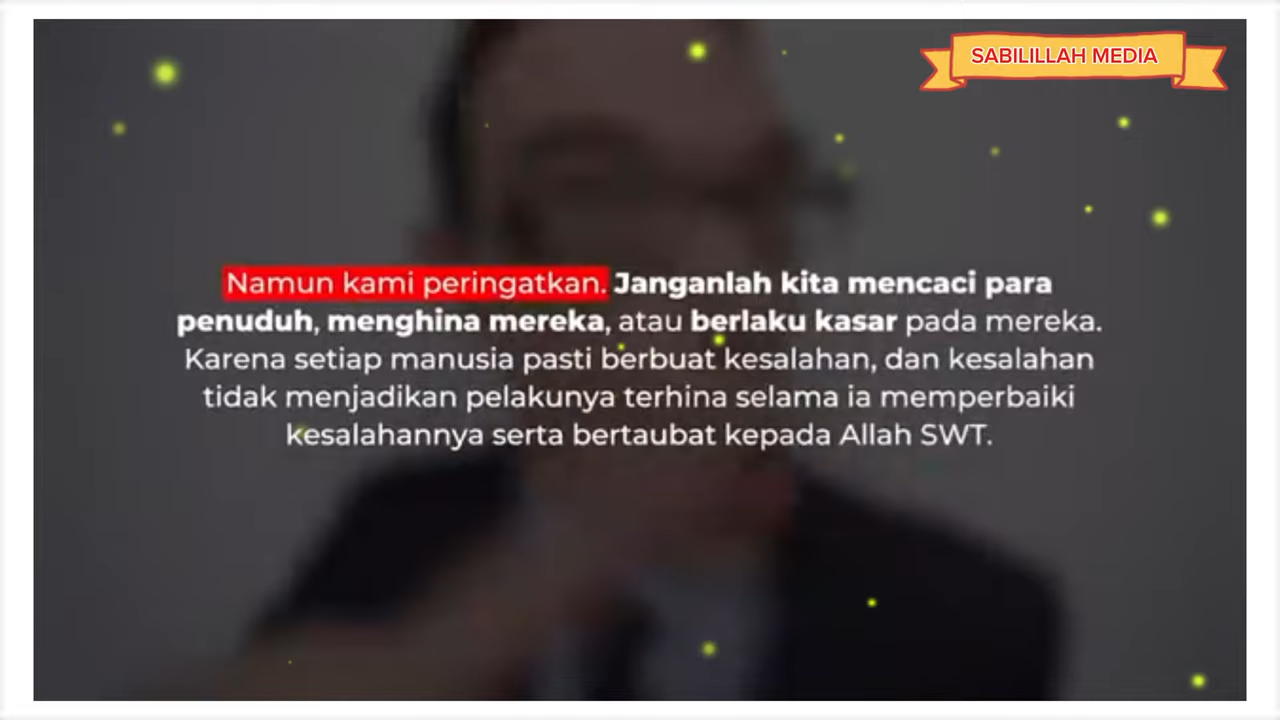 SABILILLAH MEDIA
Namun kami peringatkan. Janganlah kita mencaci para
penuduh, menghina mereka, atau berlaku kasar pada mereka.
Karena setiap manusia pasti berbuat kesalahan, dan kesalahan
tidak menjadikan pelakunya terhina selama ia memperbaiki
kesalahannya serta bertaubat kepada Allah SWT.